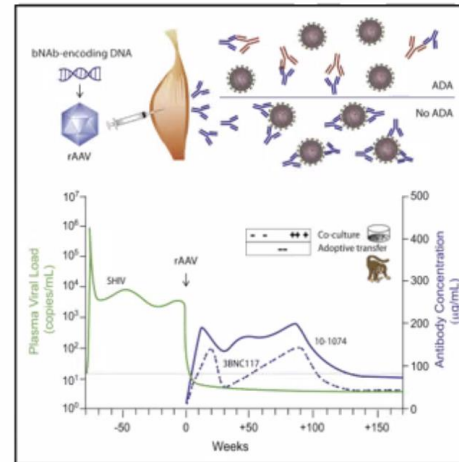 bNAb-encoding DNA
rAAV
ADA
No ADA
Plasma Viral Load
(copies/mL)
10⁷
10⁶
10⁵
10⁴
10³
10²
10¹
10⁰
SHIV
rAAV
Co-culture
Adoptive transfer
3BNC117
10-1074
500
400
300
200
100
0
Antibody Concentration
(µg/mL)
-50 0 +50 +100 +150
Weeks